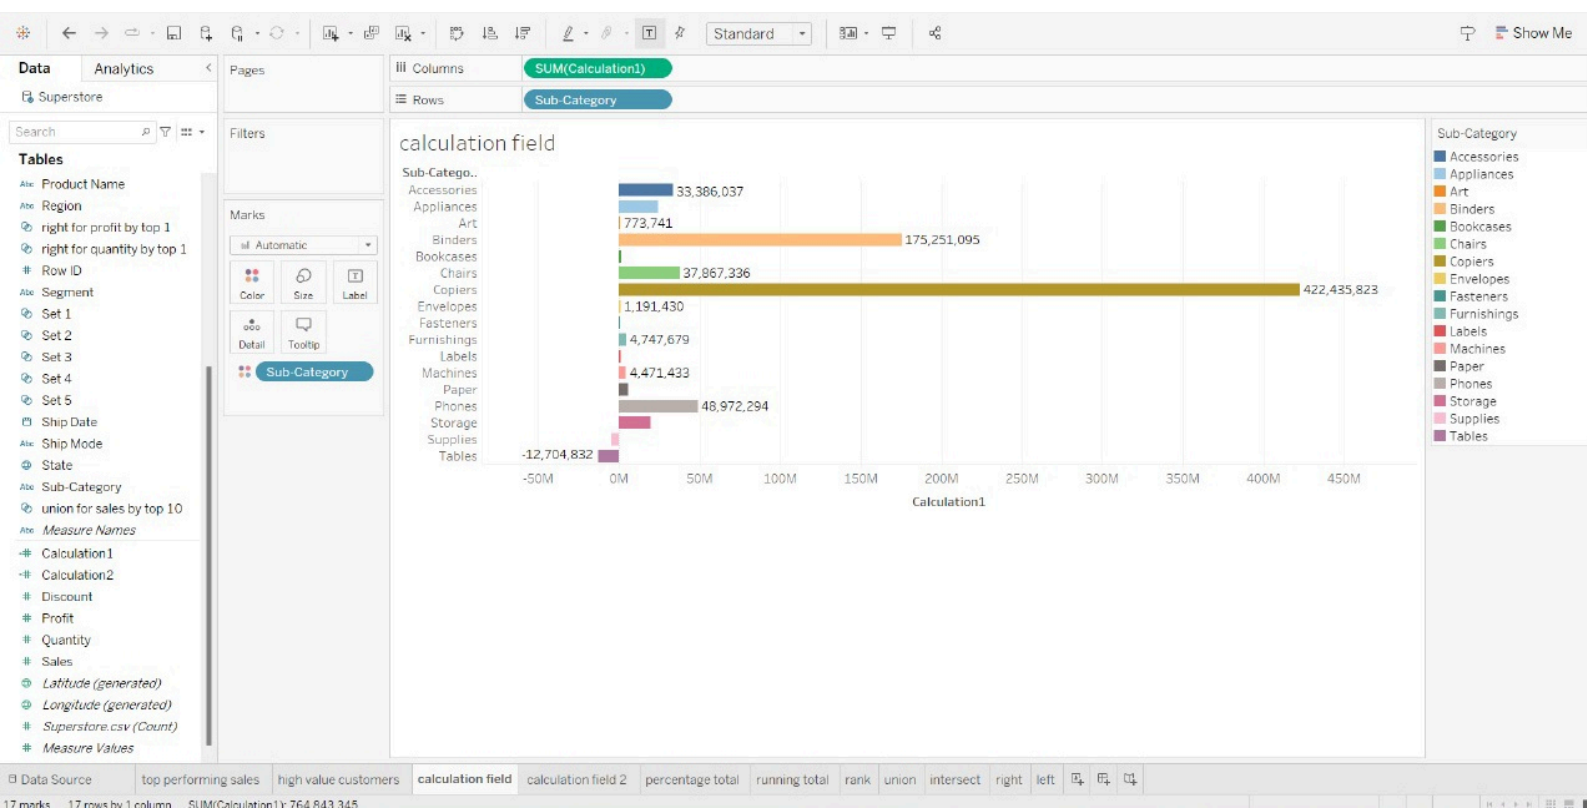 Standard
Show Me
Data Analytics
Superstore
Search
Tables
Abc Product Name
Abc Region
right for profit by top 1
right for quantity by top 1
# Row ID
Abc Segment
Set 1
Set 2
Set 3
Set 4
Set 5
Ship Date
Abc Ship Mode
State
Abc Sub-Category
union for sales by top 10
Abc Measure Names
=# Calculation1
=# Calculation2
# Discount
# Profit
# Quantity
# Sales
Latitude (generated)
Longitude (generated)
# Superstore.csv (Count)
# Measure Values
Pages
Filters
Marks
Automatic
Color Size Label
Detail Tooltip
Sub-Category
Columns SUM(Calculation1)
Rows Sub-Category
calculation field
Sub-Catego..
Accessories 33,386,037
Appliances
Art 773,741
Binders 175,251,095
Bookcases
Chairs 37,867,336
Copiers 422,435,823
Envelopes 1,191,430
Fasteners
Furnishings 4,747,679
Labels
Machines 4,471,433
Paper
Phones 48,972,294
Storage
Supplies
Tables -12,704,832
-50M 0M 50M 100M 150M 200M 250M 300M 350M 400M 450M
Calculation1
Sub-Category
Accessories
Appliances
Art
Binders
Bookcases
Chairs
Copiers
Envelopes
Fasteners
Furnishings
Labels
Machines
Paper
Phones
Storage
Supplies
Tables
Data Source top performing sales high value customers calculation field calculation field 2 percentage total running total rank union intersect right left
17 marks 17 rows by 1 column SUM(Calculation1): 764,843,345